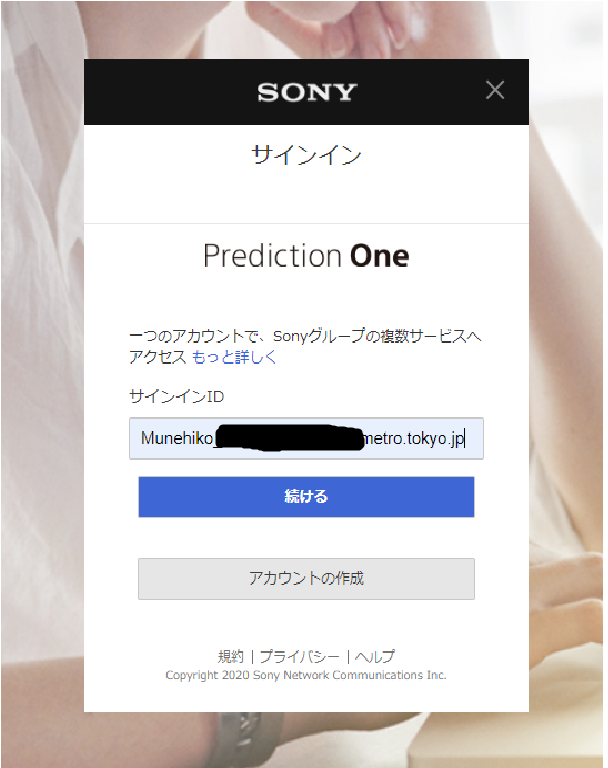 SONY
サインイン
Prediction One
一つのアカウントで、Sonyグループの複数サービスへ
アクセス もっと詳しく
サインインID
Munehiko_ metro.tokyo.jp
続ける
アカウントの作成
規約 | プライバシー | ヘルプ
Copyright 2020 Sony Network Communications Inc.